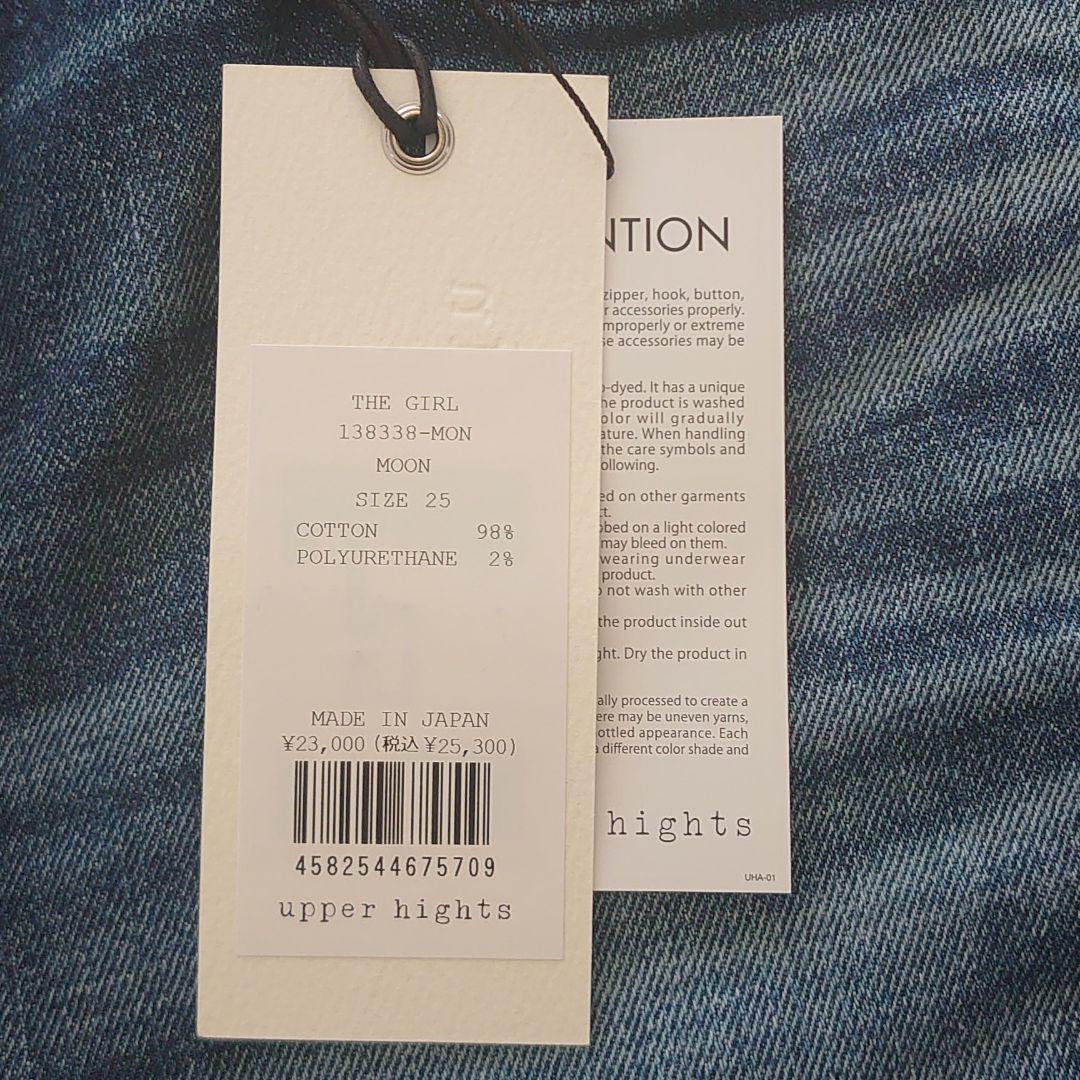 THE GIRL
138338-MON
MOON
SIZE 25
COTTON 98%
POLYURETHANE 2%
MADE IN JAPAN
¥23,000 (税込 ¥25,300)
4582544675709
upper hights
NTION
zipper, hook, button,
r accessories properly.
mproperly or extreme
se accessories may be
-dyed. It has a unique
he product is washed
olor will gradually
ature. When handling
the care symbols and
ollowing.
ed on other garments
ct.
bbed on a light colored
may bleed on them.
wearing underwear
product.
not wash with other
the product inside out
ght. Dry the product in
ally processed to create a
ere may be uneven yarns,
ottled appearance. Each
a different color shade and
hights
UHA-01